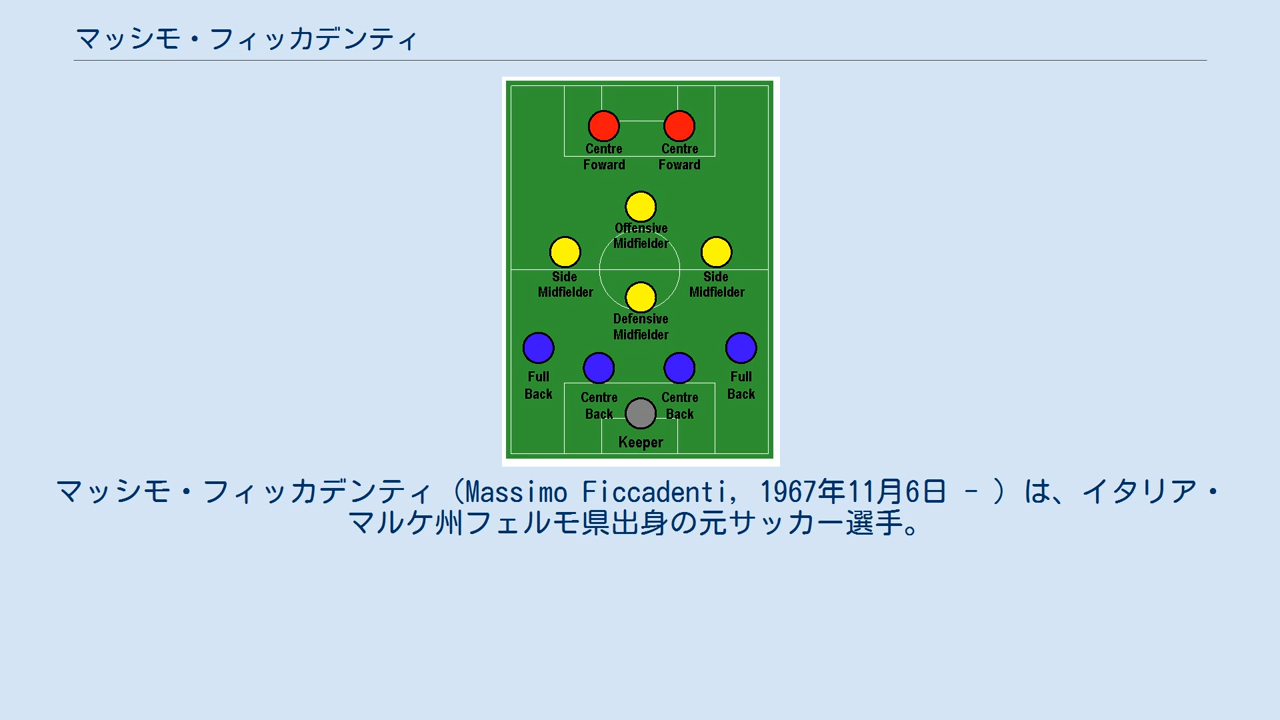 マッシモ・フィッカデンティ
Centre Foward
Centre Foward
Offensive Midfielder
Side Midfielder
Side Midfielder
Defensive Midfielder
Full Back
Full Back
Centre Back
Centre Back
Keeper
マッシモ・フィッカデンティ（Massimo Ficcadenti, 1967年11月6日 - ）は、イタリア・
マルケ州フェルモ県出身の元サッカー選手。